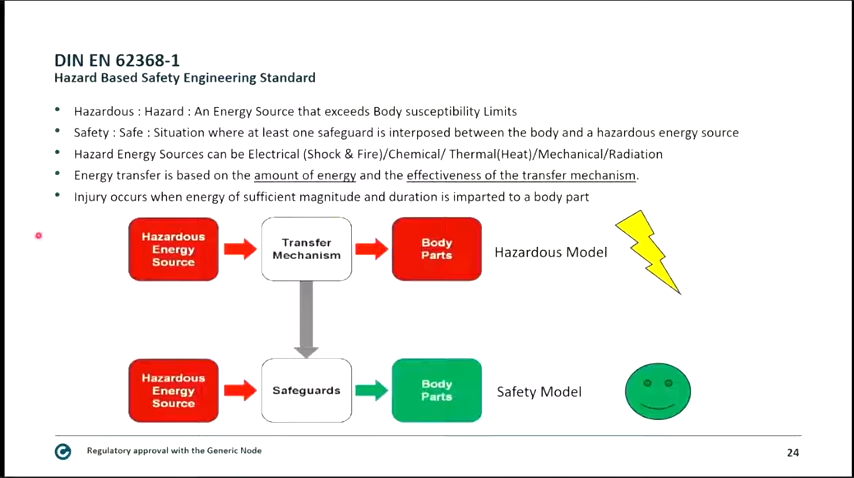 DIN EN 62368-1
Hazard Based Safety Engineering Standard
• Hazardous : Hazard : An Energy Source that exceeds Body susceptibility Limits
• Safety : Safe : Situation where at least one safeguard is interposed between the body and a hazardous energy source
• Hazard Energy Sources can be Electrical (Shock & Fire)/Chemical/ Thermal(Heat)/Mechanical/Radiation
• Energy transfer is based on the amount of energy and the effectiveness of the transfer mechanism.
• Injury occurs when energy of sufficient magnitude and duration is imparted to a body part
Hazardous
Energy
Source
Transfer
Mechanism
Body
Parts
Hazardous Model
Hazardous
Energy
Source
Safeguards
Body
Parts
Safety Model
Regulatory approval with the Generic Node
24